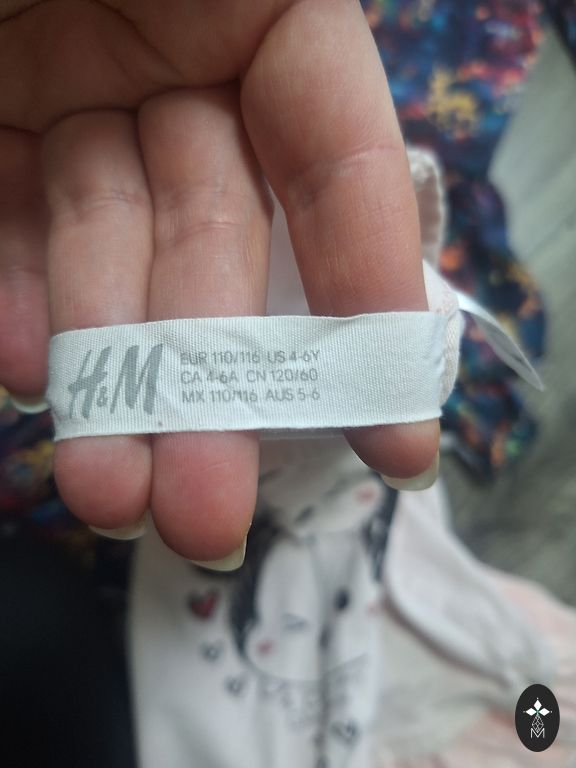 H&M
EUR 110/116 US 4-6Y
CA 4-6A CN 120/60
MX 110/116 AUS 5-6
M